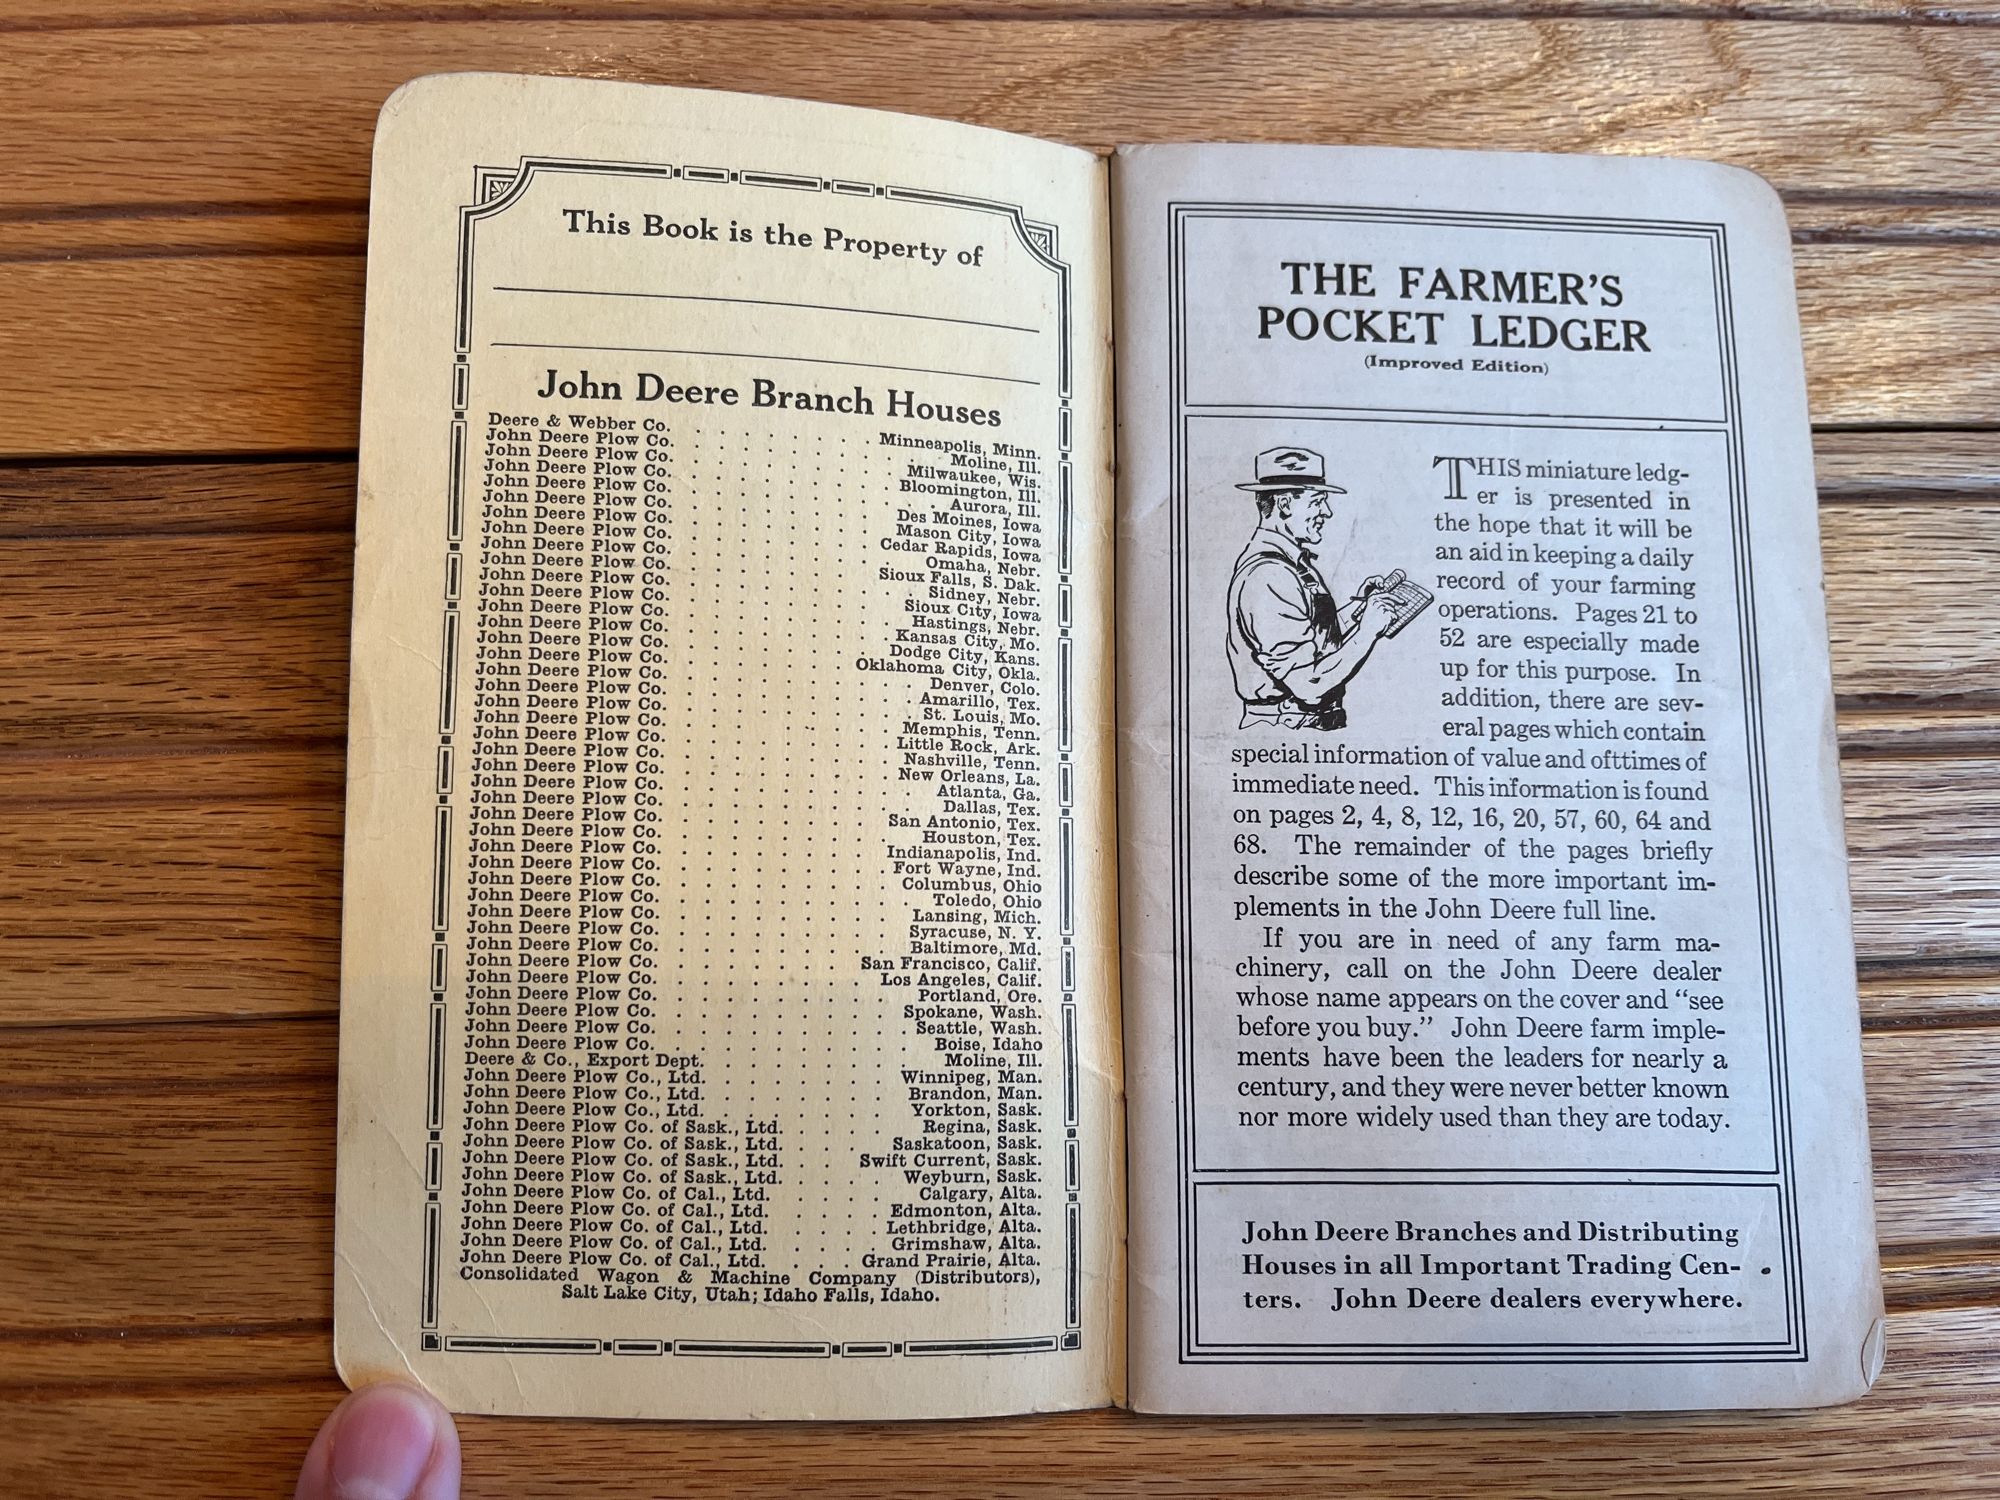 This Book is the Property of
John Deere Branch Houses
Deere & Webber Co. . . . . . . . . Minneapolis, Minn.
John Deere Plow Co. . . . . . . . . Moline, Ill.
John Deere Plow Co. . . . . . . . . Milwaukee, Wis.
John Deere Plow Co. . . . . . . . . Bloomington, Ill.
John Deere Plow Co. . . . . . . . . Aurora, Ill.
John Deere Plow Co. . . . . . . . . Des Moines, Iowa
John Deere Plow Co. . . . . . . . . Mason City, Iowa
John Deere Plow Co. . . . . . . . . Cedar Rapids, Iowa
John Deere Plow Co. . . . . . . . . Omaha, Nebr.
John Deere Plow Co. . . . . . . . . Sioux Falls, S. Dak.
John Deere Plow Co. . . . . . . . . Sidney, Nebr.
John Deere Plow Co. . . . . . . . . Sioux City, Iowa
John Deere Plow Co. . . . . . . . . Hastings, Nebr.
John Deere Plow Co. . . . . . . . . Kansas City, Mo.
John Deere Plow Co. . . . . . . . . Dodge City, Kans.
John Deere Plow Co. . . . . . . . . Oklahoma City, Okla.
John Deere Plow Co. . . . . . . . . Denver, Colo.
John Deere Plow Co. . . . . . . . . Amarillo, Tex.
John Deere Plow Co. . . . . . . . . St. Louis, Mo.
John Deere Plow Co. . . . . . . . . Memphis, Tenn.
John Deere Plow Co. . . . . . . . . Little Rock, Ark.
John Deere Plow Co. . . . . . . . . Nashville, Tenn.
John Deere Plow Co. . . . . . . . . New Orleans, La.
John Deere Plow Co. . . . . . . . . Atlanta, Ga.
John Deere Plow Co. . . . . . . . . Dallas, Tex.
John Deere Plow Co. . . . . . . . . San Antonio, Tex.
John Deere Plow Co. . . . . . . . . Houston, Tex.
John Deere Plow Co. . . . . . . . . Indianapolis, Ind.
John Deere Plow Co. . . . . . . . . Fort Wayne, Ind.
John Deere Plow Co. . . . . . . . . Columbus, Ohio
John Deere Plow Co. . . . . . . . . Toledo, Ohio
John Deere Plow Co. . . . . . . . . Lansing, Mich.
John Deere Plow Co. . . . . . . . . Syracuse, N. Y.
John Deere Plow Co. . . . . . . . . Baltimore, Md.
John Deere Plow Co. . . . . . . . San Francisco, Calif.
John Deere Plow Co. . . . . . . . . Los Angeles, Calif.
John Deere Plow Co. . . . . . . . . Portland, Ore.
John Deere Plow Co. . . . . . . . . Spokane, Wash.
John Deere Plow Co. . . . . . . . . Seattle, Wash.
John Deere Plow Co. . . . . . . . . Boise, Idaho
Deere & Co., Export Dept. . . . . . . . Moline, Ill.
John Deere Plow Co., Ltd. . . . . . . . Winnipeg, Man.
John Deere Plow Co., Ltd. . . . . . . . Brandon, Man.
John Deere Plow Co., Ltd. . . . . . . . Yorkton, Sask.
John Deere Plow Co. of Sask., Ltd. . . . . Regina, Sask.
John Deere Plow Co. of Sask., Ltd. . . . . Saskatoon, Sask.
John Deere Plow Co. of Sask., Ltd. . . Swift Current, Sask.
John Deere Plow Co. of Sask., Ltd. . . . . Weyburn, Sask.
John Deere Plow Co. of Cal., Ltd. . . . . Calgary, Alta.
John Deere Plow Co. of Cal., Ltd. . . . . Edmonton, Alta.
John Deere Plow Co. of Cal., Ltd. . . . . Lethbridge, Alta.
John Deere Plow Co. of Cal., Ltd. . . . . Grimshaw, Alta.
John Deere Plow Co. of Cal., Ltd. . . . Grand Prairie, Alta.
Consolidated Wagon & Machine Company (Distributors),
Salt Lake City, Utah; Idaho Falls, Idaho.
THE FARMER'S
POCKET LEDGER
(Improved Edition)
THIS miniature ledg-
er is presented in
the hope that it will be
an aid in keeping a daily
record of your farming
operations. Pages 21 to
52 are especially made
up for this purpose. In
addition, there are sev-
eral pages which contain
special information of value and ofttimes of
immediate need. This information is found
on pages 2, 4, 8, 12, 16, 20, 57, 60, 64 and
68. The remainder of the pages briefly
describe some of the more important im-
plements in the John Deere full line.
If you are in need of any farm ma-
chinery, call on the John Deere dealer
whose name appears on the cover and "see
before you buy." John Deere farm imple-
ments have been the leaders for nearly a
century, and they were never better known
nor more widely used than they are today.
John Deere Branches and Distributing
Houses in all Important Trading Cen-
ters. John Deere dealers everywhere.